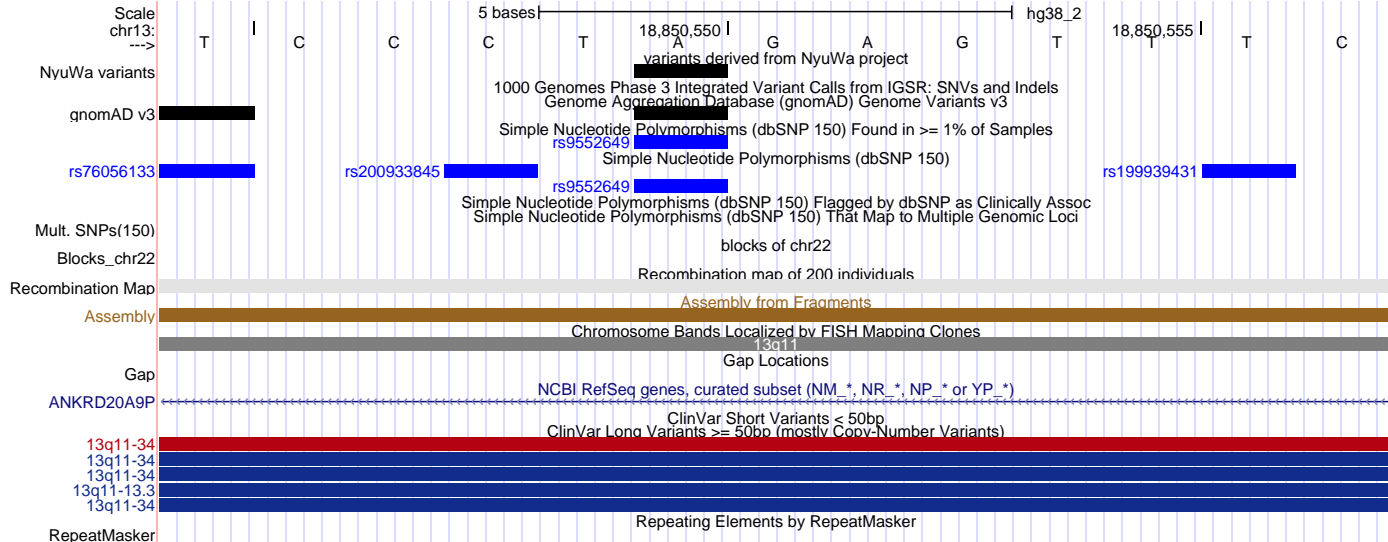 Scale 5 bases hg38_2
chr13: 18,850,550 18,850,555
---> T C C C T A G A G T T T C
variants derived from NyuWa project
NyuWa variants
1000 Genomes Phase 3 Integrated Variant Calls from IGSR: SNVs and Indels
Genome Aggregation Database (gnomAD) Genome Variants v3
gnomAD v3
Simple Nucleotide Polymorphisms (dbSNP 150) Found in >= 1% of Samples
rs9552649
Simple Nucleotide Polymorphisms (dbSNP 150)
rs76056133 rs200933845 rs199939431
rs9552649
Simple Nucleotide Polymorphisms (dbSNP 150) Flagged by dbSNP as Clinically Assoc
Simple Nucleotide Polymorphisms (dbSNP 150) That Map to Multiple Genomic Loci
Mult. SNPs(150)
blocks of chr22
Blocks_chr22
Recombination map of 200 individuals
Recombination Map
Assembly from Fragments
Assembly
Chromosome Bands Localized by FISH Mapping Clones
13q11
Gap Locations
Gap
NCBI RefSeq genes, curated subset (NM_*, NR_*, NP_* or YP_*)
ANKRD20A9P
ClinVar Short Variants < 50bp
ClinVar Long Variants >= 50bp (mostly Copy-Number Variants)
13q11-34
13q11-34
13q11-34
13q11-13.3
13q11-34
Repeating Elements by RepeatMasker
RepeatMasker